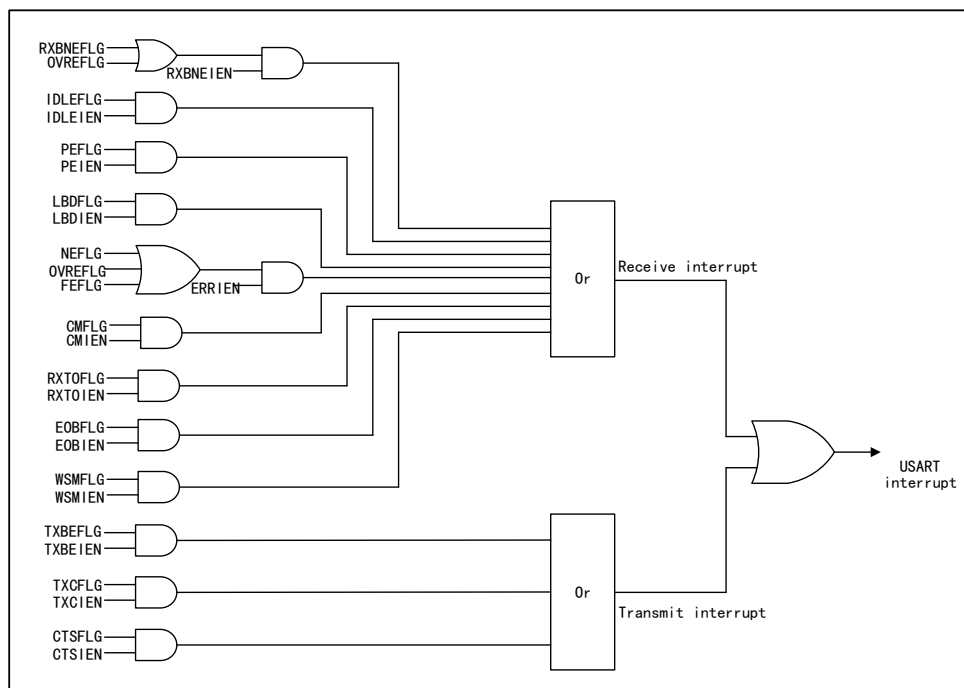 RXBNEFLG
OVREFLG
RXBNEIEN
IDLEFLG
IDLEIEN
PEFLG
PEIEN
LBDFLG
LBDIEN
NEFLG
OVREFLG
FEFLG
ERRIEN
CMFLG
CMIEN
RXTOFLG
RXTOIEN
EOBFLG
EOBIEN
WSMFLG
WSMIEN
Or
Receive interrupt
TXBEFLG
TXBEIEN
TXCFLG
TXCIEN
CTSFLG
CTSIEN
Or
Transmit interrupt
USART
interrupt